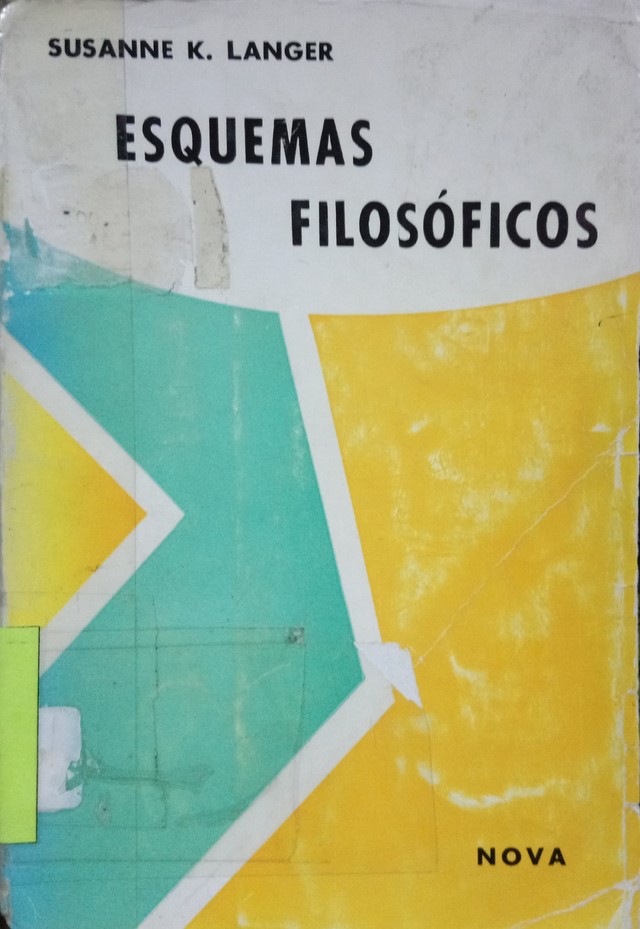 SUSANNE K. LANGER
ESQUEMAS
FILOSÓFICOS
NOVA